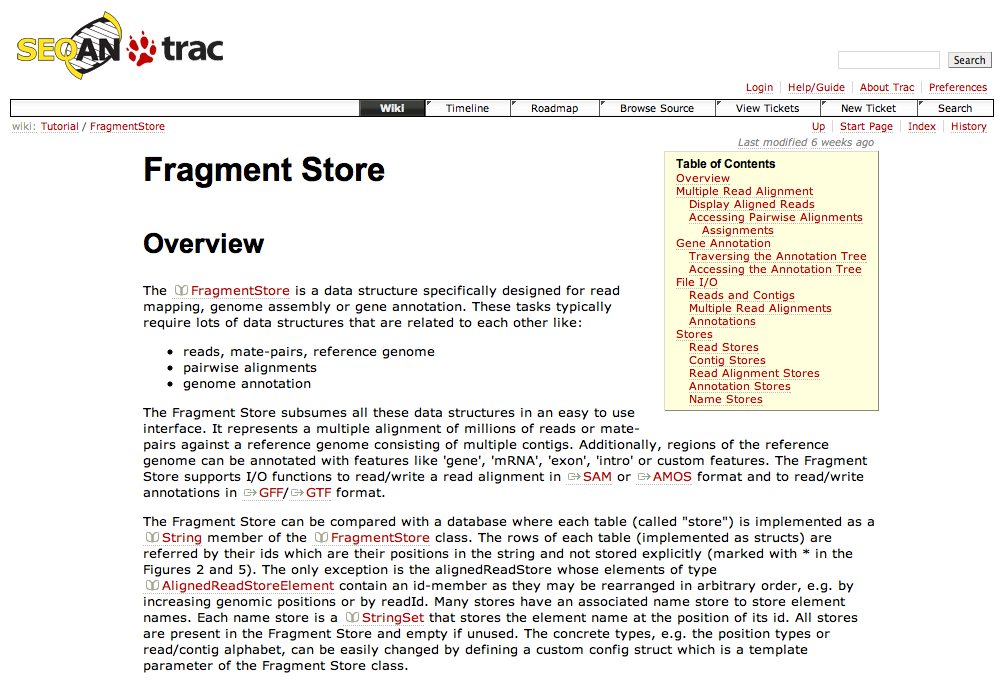 SEQAN trac
Search
Login Help/Guide About Trac Preferences
Wiki Timeline Roadmap Browse Source View Tickets New Ticket Search
wiki: Tutorial / FragmentStore
Up Start Page Index History
Last modified 6 weeks ago
Fragment Store
Table of Contents
Overview
Multiple Read Alignment
Display Aligned Reads
Accessing Pairwise Alignments
Assignments
Gene Annotation
Traversing the Annotation Tree
Accessing the Annotation Tree
File I/O
Reads and Contigs
Multiple Read Alignments
Annotations
Stores
Read Stores
Contig Stores
Read Alignment Stores
Annotation Stores
Name Stores
Overview
The FragmentStore is a data structure specifically designed for read
mapping, genome assembly or gene annotation. These tasks typically
require lots of data structures that are related to each other like:
• reads, mate-pairs, reference genome
• pairwise alignments
• genome annotation
The Fragment Store subsumes all these data structures in an easy to use
interface. It represents a multiple alignment of millions of reads or mate-
pairs against a reference genome consisting of multiple contigs. Additionally, regions of the reference
genome can be annotated with features like 'gene', 'mRNA', 'exon', 'intro' or custom features. The Fragment
Store supports I/O functions to read/write a read alignment in SAM or AMOS format and to read/write
annotations in GFF/GTF format.
The Fragment Store can be compared with a database where each table (called "store") is implemented as a
String member of the FragmentStore class. The rows of each table (implemented as structs) are
referred by their ids which are their positions in the string and not stored explicitly (marked with * in the
Figures 2 and 5). The only exception is the alignedReadStore whose elements of type
AlignedReadStoreElement contain an id-member as they may be rearranged in arbitrary order, e.g. by
increasing genomic positions or by readId. Many stores have an associated name store to store element
names. Each name store is a StringSet that stores the element name at the position of its id. All stores
are present in the Fragment Store and empty if unused. The concrete types, e.g. the position types or
read/contig alphabet, can be easily changed by defining a custom config struct which is a template
parameter of the Fragment Store class.